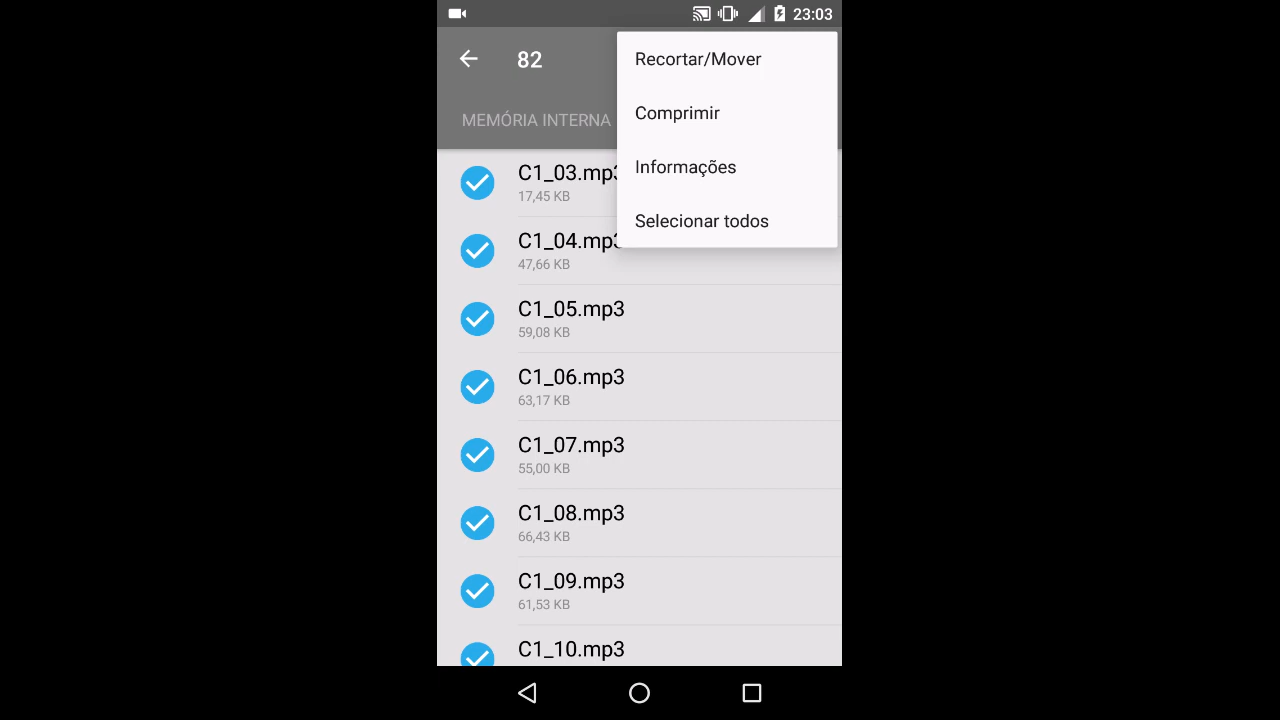 23:03
82
Recortar/Mover
Comprimir
Informações
Selecionar todos
MEMÓRIA INTERNA
C1_03.mp3
17,45 KB
C1_04.mp3
47,66 KB
C1_05.mp3
59,08 KB
C1_06.mp3
63,17 KB
C1_07.mp3
55,00 KB
C1_08.mp3
66,43 KB
C1_09.mp3
61,53 KB
C1_10.mp3